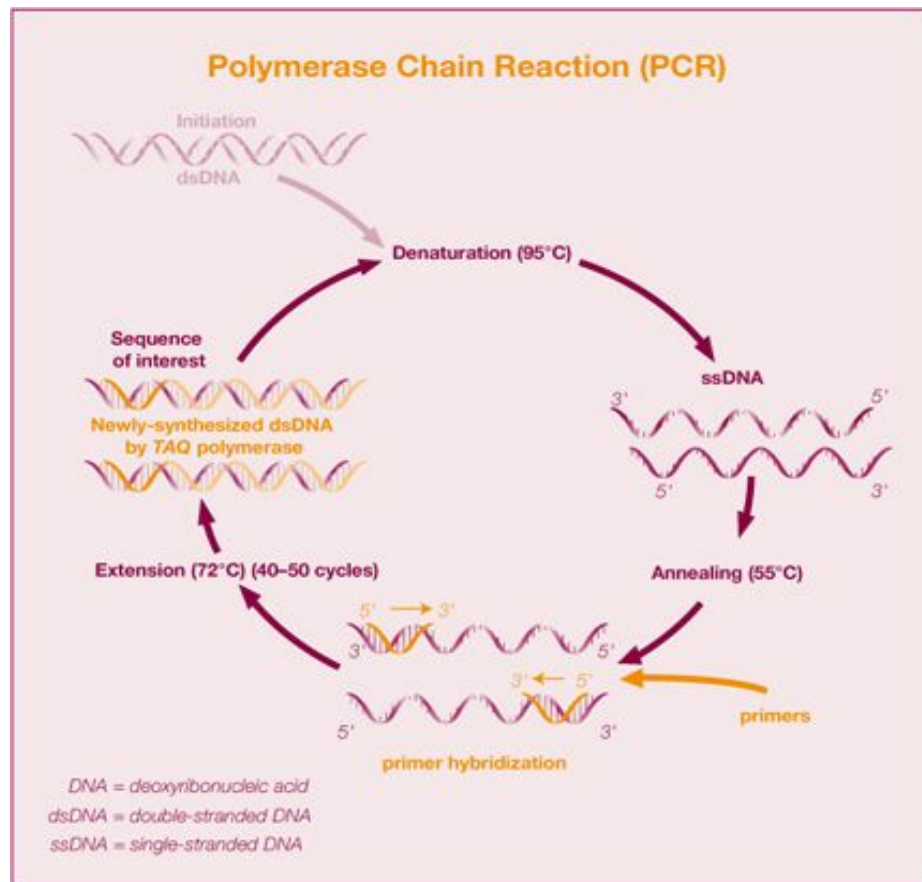 Polymerase Chain Reaction (PCR)
Initiation
dsDNA
Denaturation (95°C)
Sequence
of interest
Newly-synthesized dsDNA
by TAQ polymerase
ssDNA
3' 5'
5' 3'
Annealing (55°C)
Extension (72°C) (40–50 cycles)
5' 3'
3' 5'
3' 5'
5' 3'
primers
primer hybridization
DNA = deoxyribonucleic acid
dsDNA = double-stranded DNA
ssDNA = single-stranded DNA